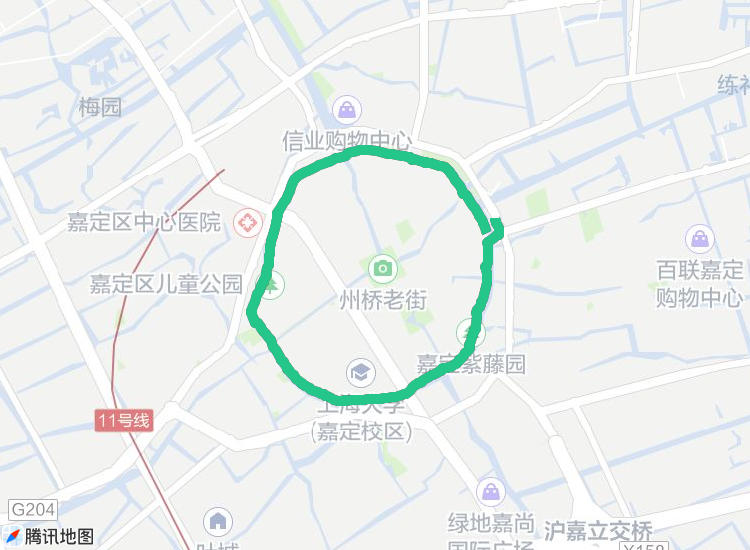 练祁
梅园
信业购物中心
嘉定区中心医院
百联嘉定
购物中心
嘉定区儿童公园
州桥老街
嘉定紫藤园
上海大学
(嘉定校区)
11号线
G204
绿地嘉尚
国际广场
沪嘉立交桥
叶城
腾讯地图